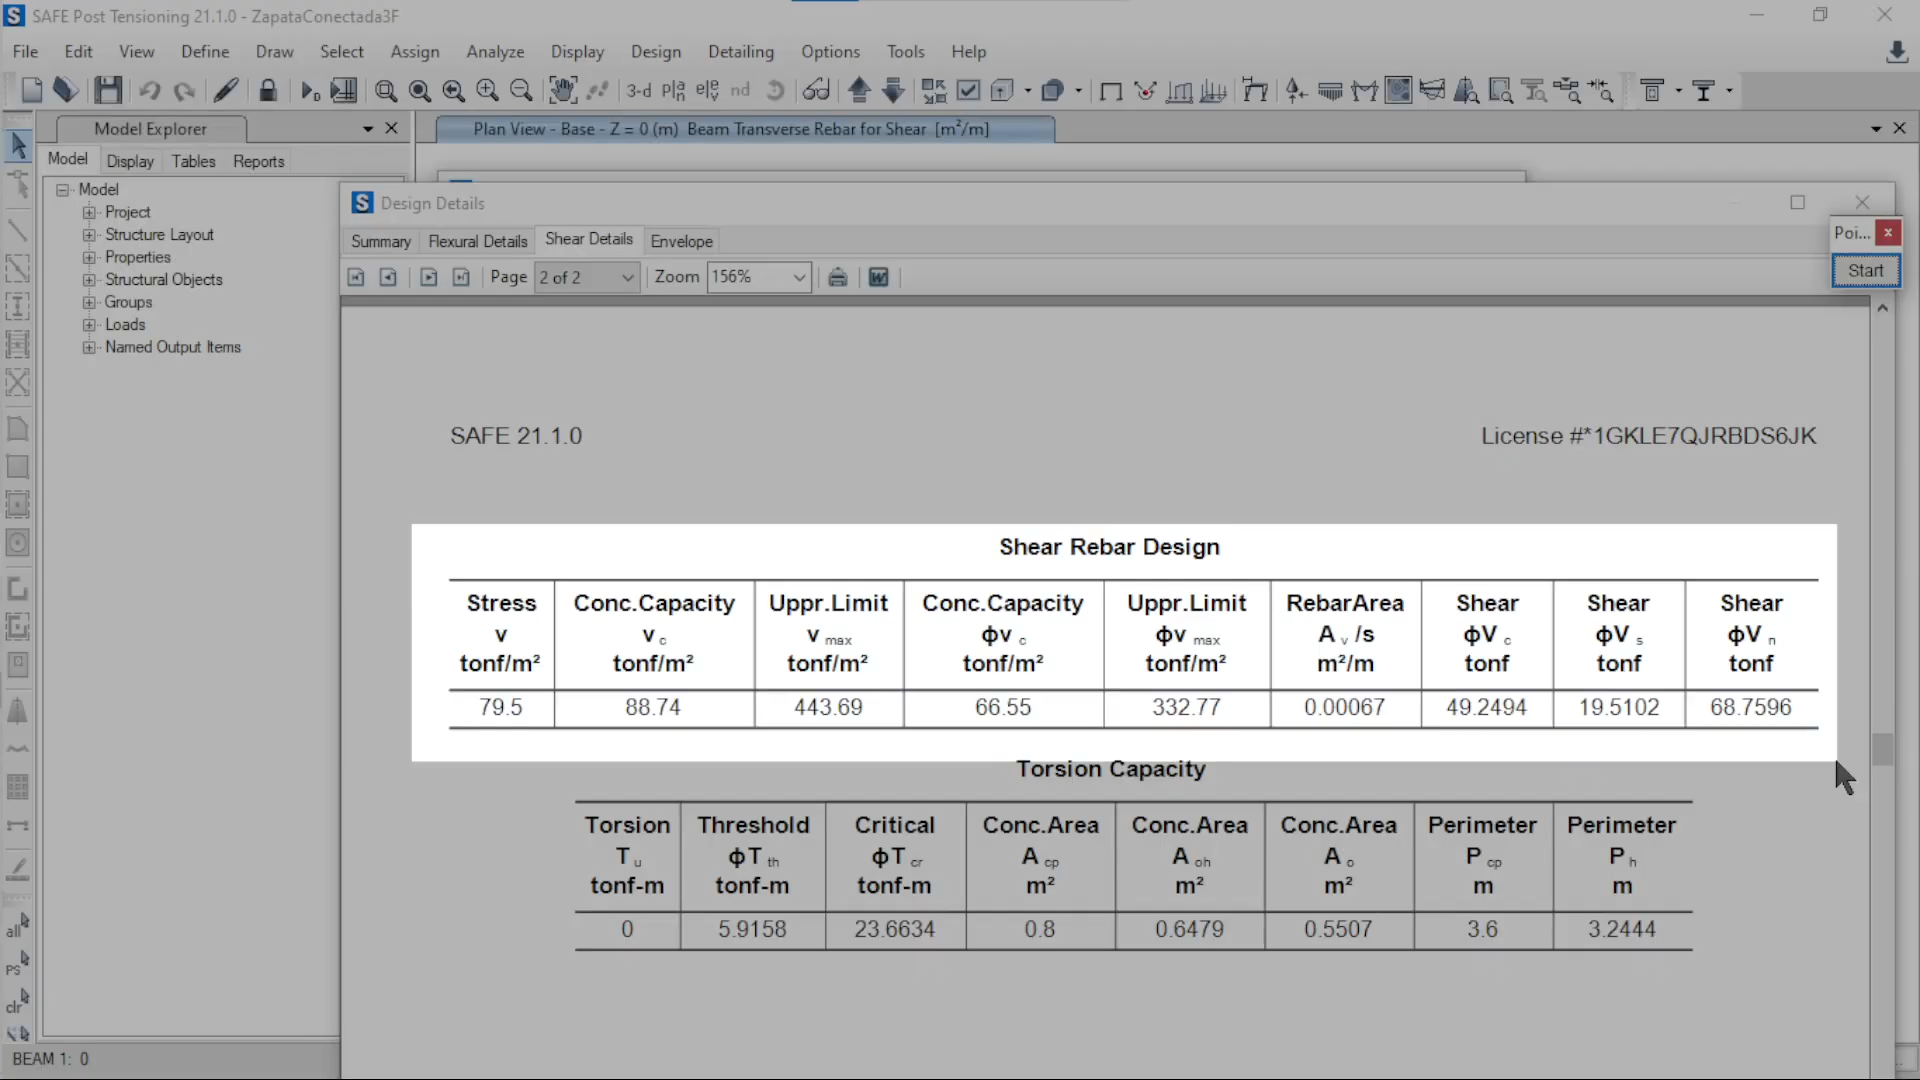 SAFE Post Tensioning 21.1.0 - ZapataConectada3F
File Edit View Define Draw Select Assign Analyze Display Design Detailing Options Tools Help
3-d pla ele nd
Model Explorer
Plan View - Base - Z = 0 (m) Beam Transverse Rebar for Shear [m²/m]
Model Display Tables Reports
Model
Project
Structure Layout
Properties
Structural Objects
Groups
Loads
Named Output Items
Design Details
Poi...
Start
Summary Flexural Details Shear Details Envelope
Page 2 of 2 Zoom 156%
SAFE 21.1.0 License #*1GKLE7QJRBDS6JK
Shear Rebar Design
Stress Conc.Capacity Uppr.Limit Conc.Capacity Uppr.Limit RebarArea Shear Shear Shear
v v c v max ϕv c ϕv max A v /s ϕV c ϕV s ϕV n
tonf/m² tonf/m² tonf/m² tonf/m² tonf/m² m²/m tonf tonf tonf
79.5 88.74 443.69 66.55 332.77 0.00067 49.2494 19.5102 68.7596
Torsion Capacity
Torsion Threshold Critical Conc.Area Conc.Area Conc.Area Perimeter Perimeter
T u ϕT th ϕT cr A cp A oh A o P cp P h
tonf-m tonf-m tonf-m m² m² m² m m
0 5.9158 23.6634 0.8 0.6479 0.5507 3.6 3.2444
all
PS
clr
BEAM 1: 0